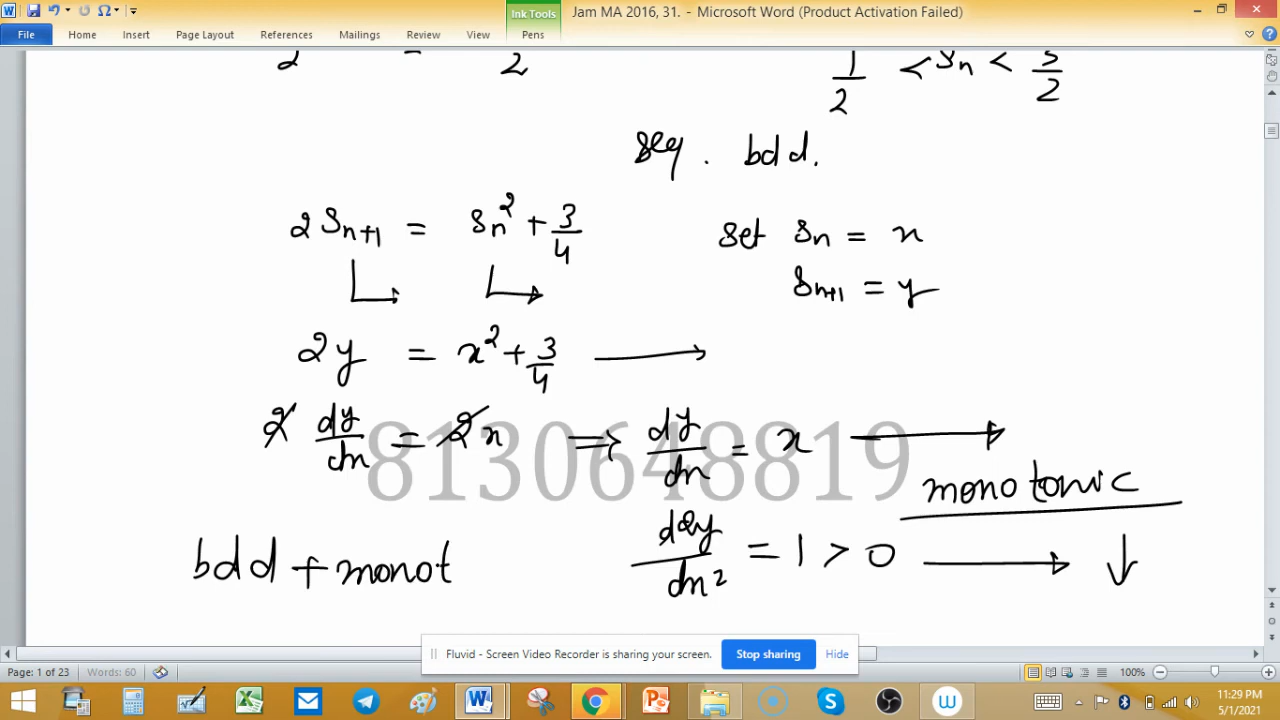 Ink Tools
Jam MA 2016, 31. - Microsoft Word (Product Activation Failed)
File Home Insert Page Layout References Mailings Review View Pens
2 = 2
1/2 < Sn < 3/2
seq. bdd.
2 Sn+1 = Sn² + 3/4
set Sn = x
Sn+1 = y
2y = x² + 3/4 ⟶
2 dy/dx = 2x ⇒ dy/dx = x ⟶
8130648819
monotonic
d2y/dx² = 1 > 0 ⟶ ↓
bdd + monot
Fluvid - Screen Video Recorder is sharing your screen. Stop sharing Hide
Page: 1 of 23 Words: 60 100%
11:29 PM
5/1/2021